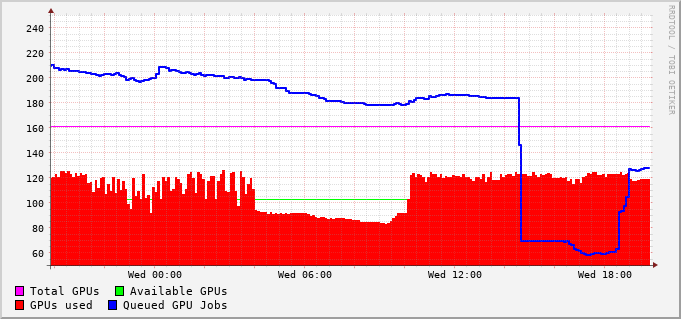 RRDTOOL / TOBI OETIKER
240
220
200
180
160
140
120
100
80
60
Wed 00:00 Wed 06:00 Wed 12:00 Wed 18:00
Total GPUs Available GPUs
GPUs used Queued GPU Jobs